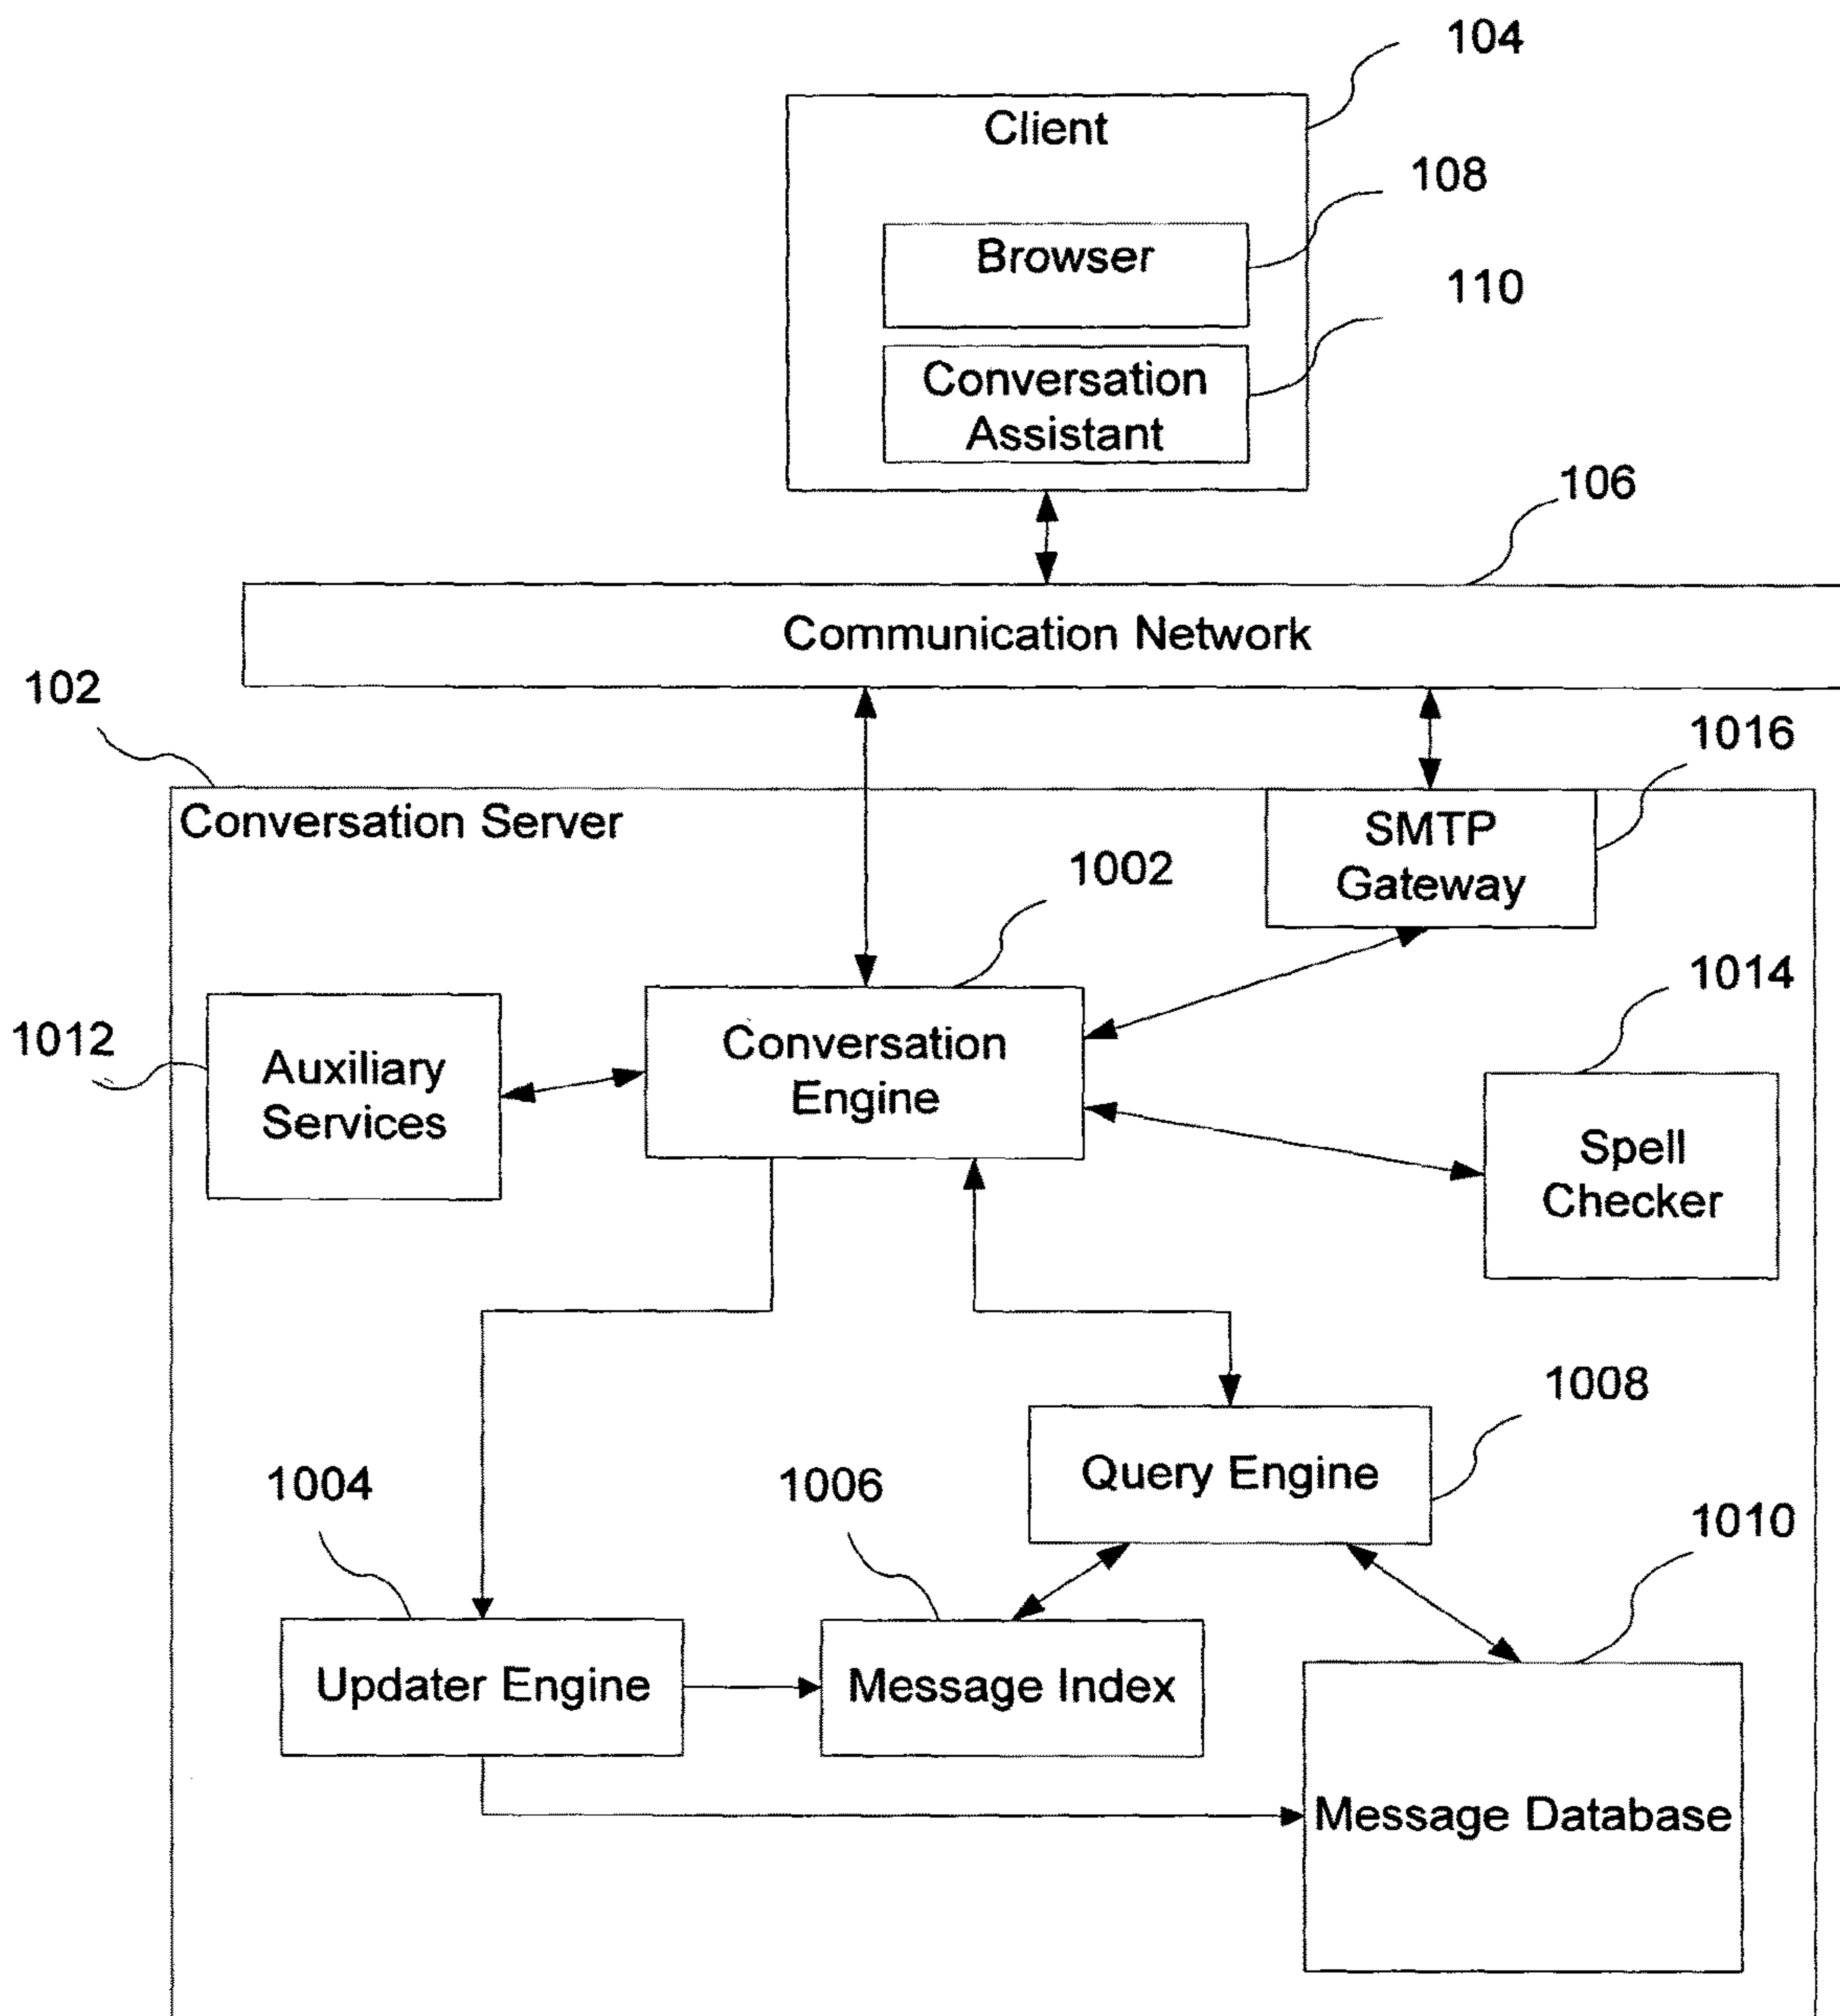 104
Client
108
Browser
110
Conversation
Assistant
106
Communication Network
102
1016
Conversation Server
SMTP
Gateway
1002
1014
1012
Auxiliary
Services
Conversation
Engine
Spell
Checker
1008
Query Engine
1004
1006
1010
Updater Engine
Message Index
Message Database